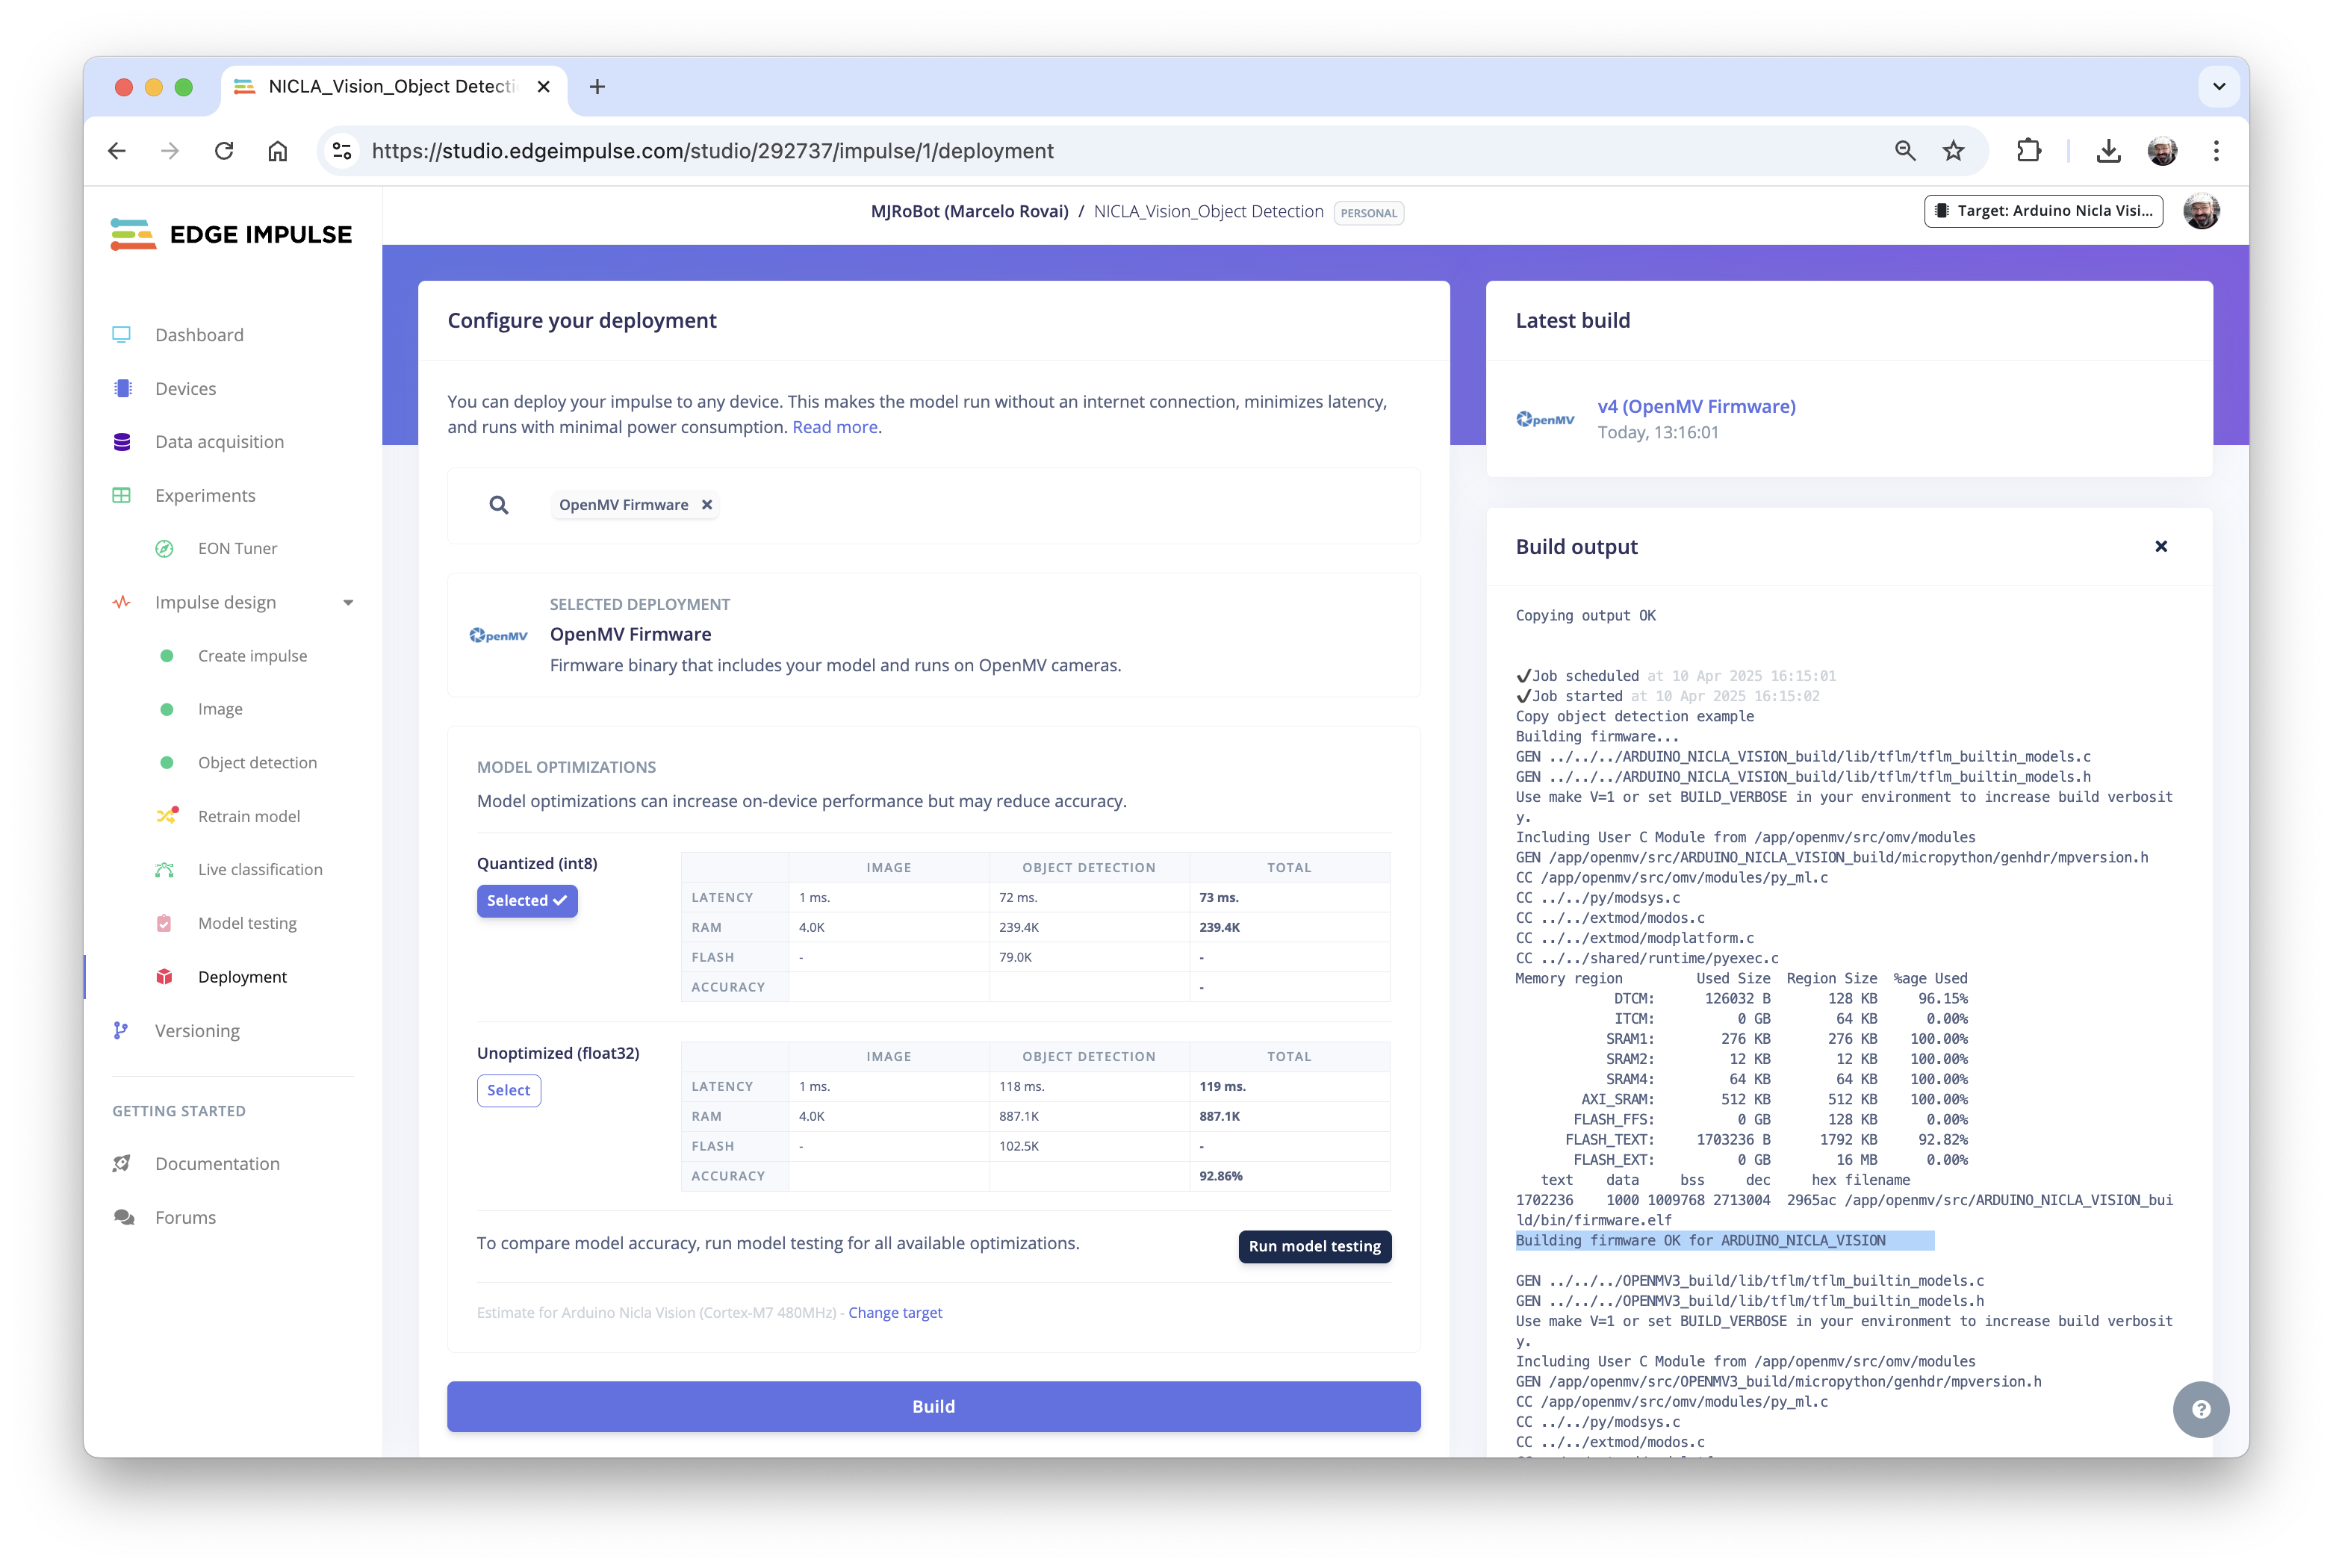 NICLA_Vision_Object Detecti
https://studio.edgeimpulse.com/studio/292737/impulse/1/deployment
EDGE IMPULSE
MJRoBot (Marcelo Rovai) / NICLA_Vision_Object Detection PERSONAL
Target: Arduino Nicla Visi...
Dashboard
Devices
Data acquisition
Experiments
EON Tuner
Impulse design
Create impulse
Image
Object detection
Retrain model
Live classification
Model testing
Deployment
Versioning
GETTING STARTED
Documentation
Forums
Configure your deployment
You can deploy your impulse to any device. This makes the model run without an internet connection, minimizes latency,
and runs with minimal power consumption. Read more.
OpenMV Firmware
SELECTED DEPLOYMENT
OpenMV
OpenMV Firmware
Firmware binary that includes your model and runs on OpenMV cameras.
MODEL OPTIMIZATIONS
Model optimizations can increase on-device performance but may reduce accuracy.
Quantized (int8)
Selected
IMAGE OBJECT DETECTION TOTAL
LATENCY 1 ms. 72 ms. 73 ms.
RAM 4.0K 239.4K 239.4K
FLASH - 79.0K -
ACCURACY -
Unoptimized (float32)
Select
IMAGE OBJECT DETECTION TOTAL
LATENCY 1 ms. 118 ms. 119 ms.
RAM 4.0K 887.1K 887.1K
FLASH - 102.5K -
ACCURACY 92.86%
To compare model accuracy, run model testing for all available optimizations.
Run model testing
Estimate for Arduino Nicla Vision (Cortex-M7 480MHz) - Change target
Build
Latest build
OpenMV
v4 (OpenMV Firmware)
Today, 13:16:01
Build output
Copying output OK
Job scheduled at 10 Apr 2025 16:15:01
Job started at 10 Apr 2025 16:15:02
Copy object detection example
Building firmware...
GEN ../../../ARDUINO_NICLA_VISION_build/lib/tflm/tflm_builtin_models.c
GEN ../../../ARDUINO_NICLA_VISION_build/lib/tflm/tflm_builtin_models.h
Use make V=1 or set BUILD_VERBOSE in your environment to increase build verbosit
y.
Including User C Module from /app/openmv/src/omv/modules
GEN /app/openmv/src/ARDUINO_NICLA_VISION_build/micropython/genhdr/mpversion.h
CC /app/openmv/src/omv/modules/py_ml.c
CC ../../py/modsys.c
CC ../../extmod/modos.c
CC ../../extmod/modplatform.c
CC ../../shared/runtime/pyexec.c
Memory region Used Size Region Size %age Used
DTCM: 126032 B 128 KB 96.15%
ITCM: 0 GB 64 KB 0.00%
SRAM1: 276 KB 276 KB 100.00%
SRAM2: 12 KB 12 KB 100.00%
SRAM4: 64 KB 64 KB 100.00%
AXI_SRAM: 512 KB 512 KB 100.00%
FLASH_FFS: 0 GB 128 KB 0.00%
FLASH_TEXT: 1703236 B 1792 KB 92.82%
FLASH_EXT: 0 GB 16 MB 0.00%
text data bss dec hex filename
1702236 1000 1009768 2713004 2965ac /app/openmv/src/ARDUINO_NICLA_VISION_bui
ld/bin/firmware.elf
Building firmware OK for ARDUINO_NICLA_VISION
GEN ../../../OPENMV3_build/lib/tflm/tflm_builtin_models.c
GEN ../../../OPENMV3_build/lib/tflm/tflm_builtin_models.h
Use make V=1 or set BUILD_VERBOSE in your environment to increase build verbosit
y.
Including User C Module from /app/openmv/src/omv/modules
GEN /app/openmv/src/OPENMV3_build/micropython/genhdr/mpversion.h
CC /app/openmv/src/omv/modules/py_ml.c
CC ../../py/modsys.c
CC ../../extmod/modos.c